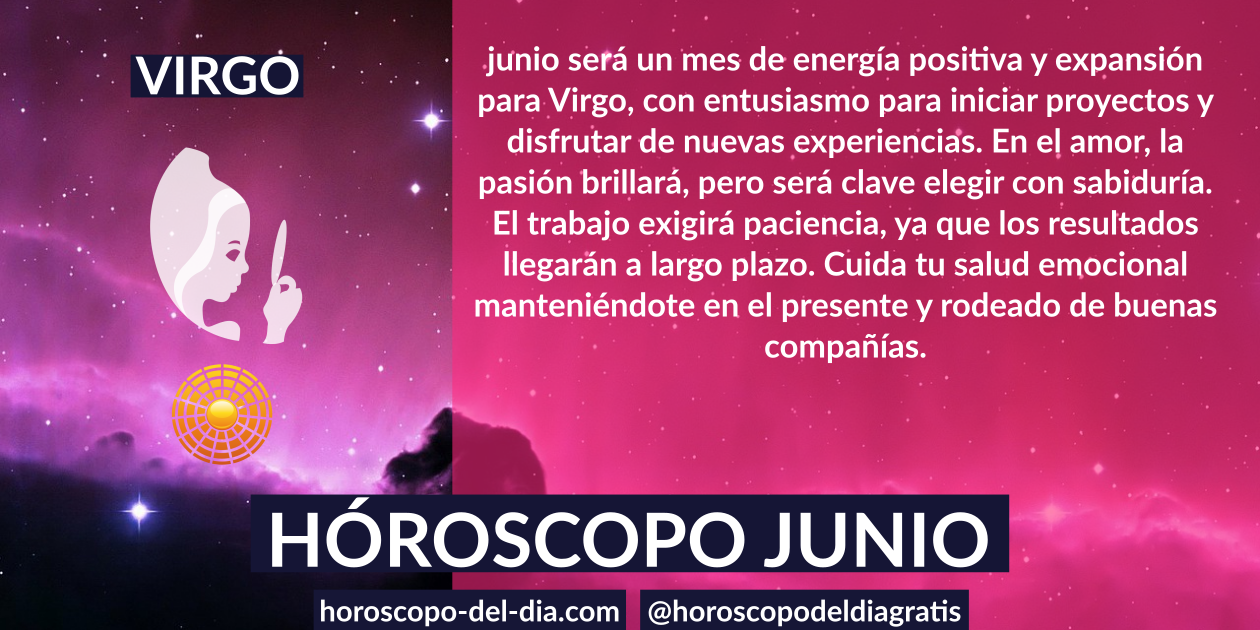 VIRGO
junio será un mes de energía positiva y expansión
para Virgo, con entusiasmo para iniciar proyectos y
disfrutar de nuevas experiencias. En el amor, la
pasión brillará, pero será clave elegir con sabiduría.
El trabajo exigirá paciencia, ya que los resultados
llegarán a largo plazo. Cuida tu salud emocional
manteniéndote en el presente y rodeado de buenas
compañías.
HÓROSCOPO JUNIO
horoscopo-del-dia.com
@horoscopodeldiagratis